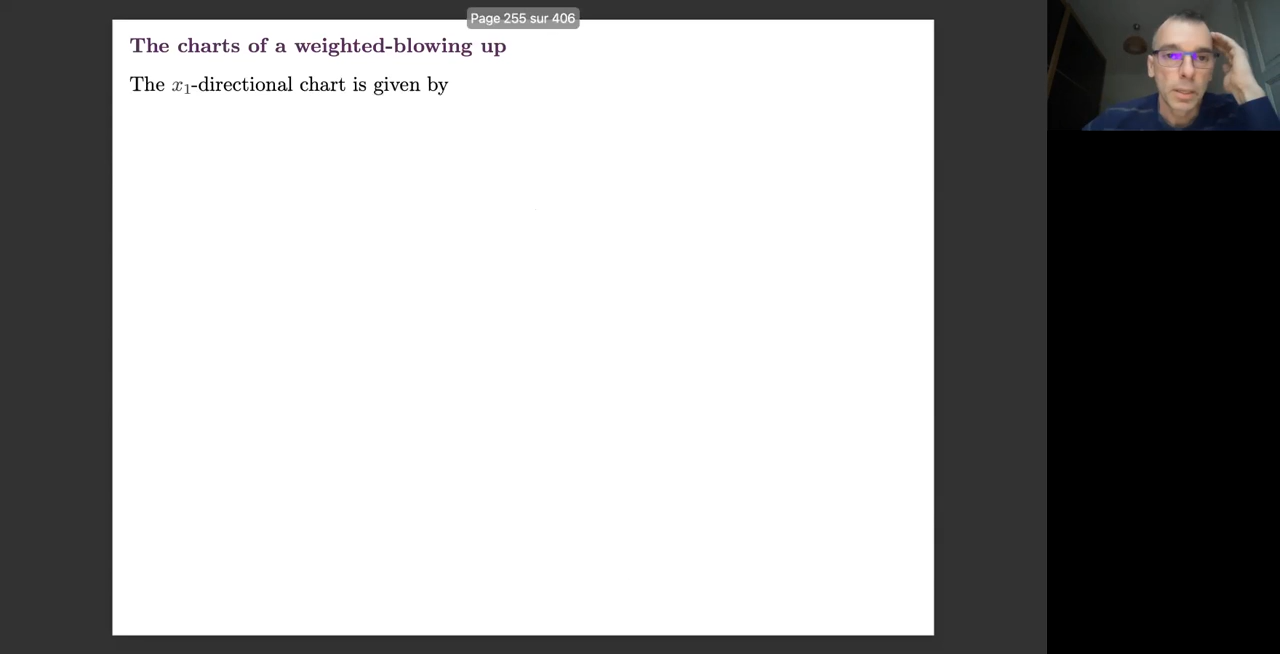 Page 255 sur 406
The charts of a weighted-blowing up
The x₁-directional chart is given by